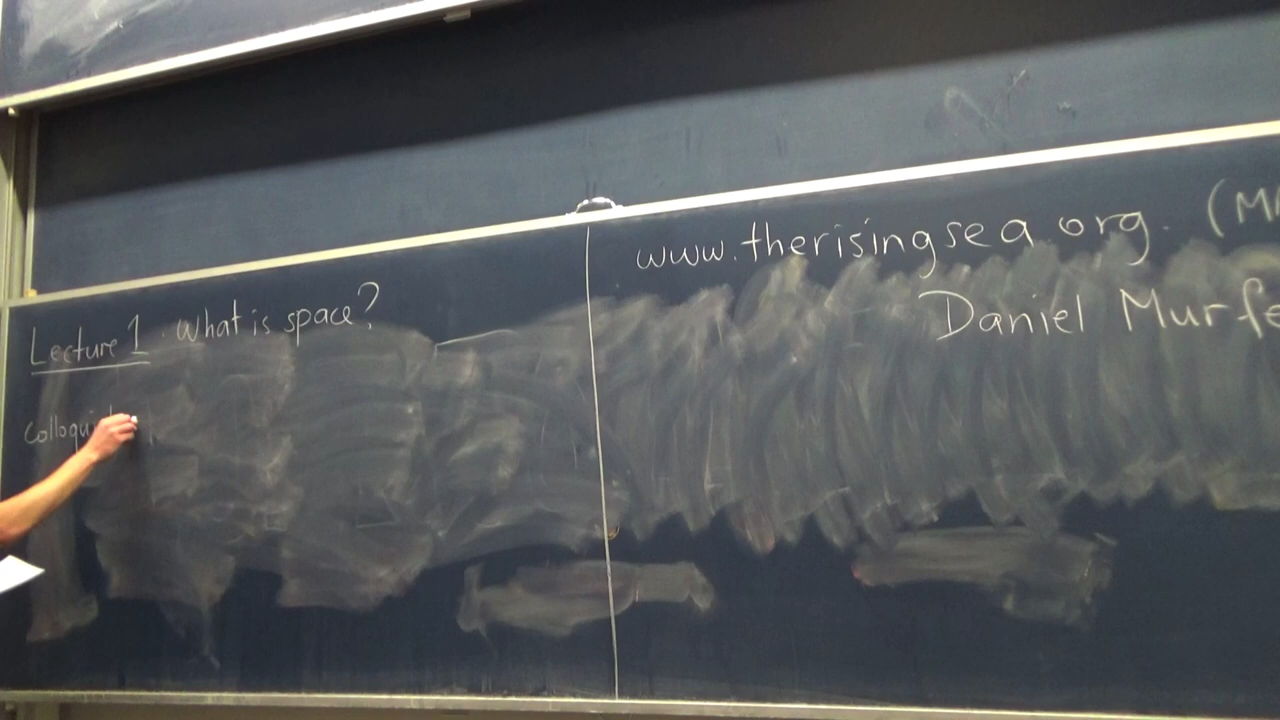 Lecture 1 . What is space?
Colloqui
www.therisingsea org. (M
Daniel Murfe